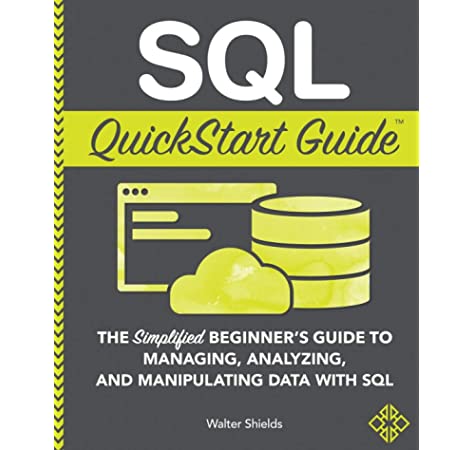 SQL
QuickStart Guide™
THE Simplified BEGINNER'S GUIDE TO
MANAGING, ANALYZING,
AND MANIPULATING DATA WITH SQL
Walter Shields